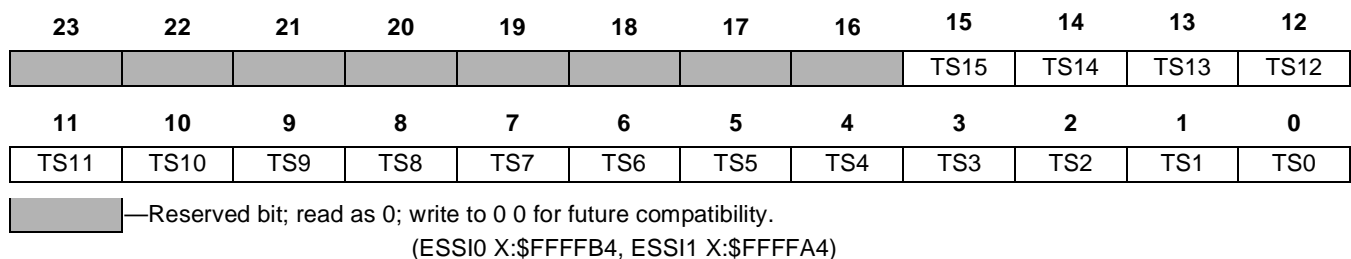 23 22 21 20 19 18 17 16 15 14 13 12
TS15 TS14 TS13 TS12
11 10 9 8 7 6 5 4 3 2 1 0
TS11 TS10 TS9 TS8 TS7 TS6 TS5 TS4 TS3 TS2 TS1 TS0
—Reserved bit; read as 0; write to 0 0 for future compatibility.
(ESSI0 X:$FFFFB4, ESSI1 X:$FFFFA4)